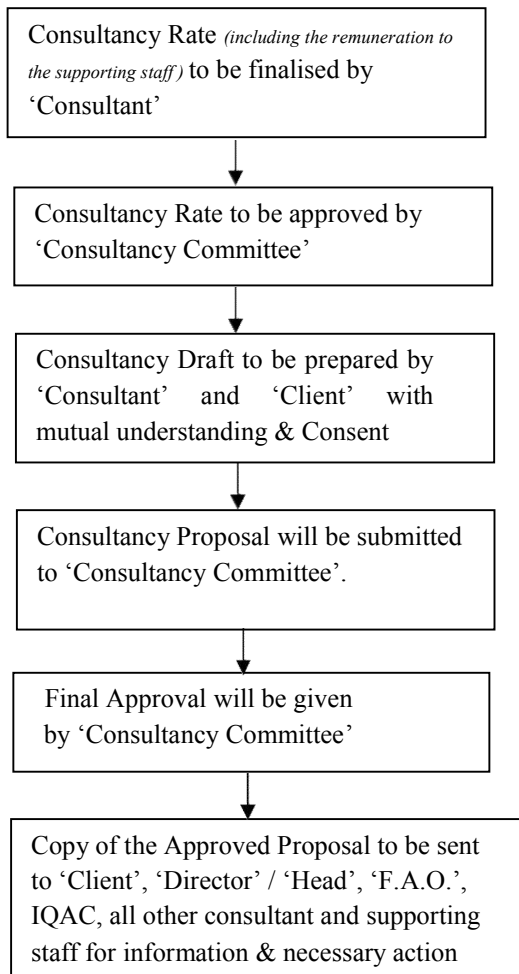 Consultancy Rate (including the remuneration to
the supporting staff ) to be finalised by
‘Consultant’
Consultancy Rate to be approved by
‘Consultancy Committee’
Consultancy Draft to be prepared by
‘Consultant’ and ‘Client’ with
mutual understanding & Consent
Consultancy Proposal will be submitted
to ‘Consultancy Committee’.
Final Approval will be given
by ‘Consultancy Committee’
Copy of the Approved Proposal to be sent
to ‘Client’, ‘Director’ / ‘Head’, ‘F.A.O.’,
IQAC, all other consultant and supporting
staff for information & necessary action